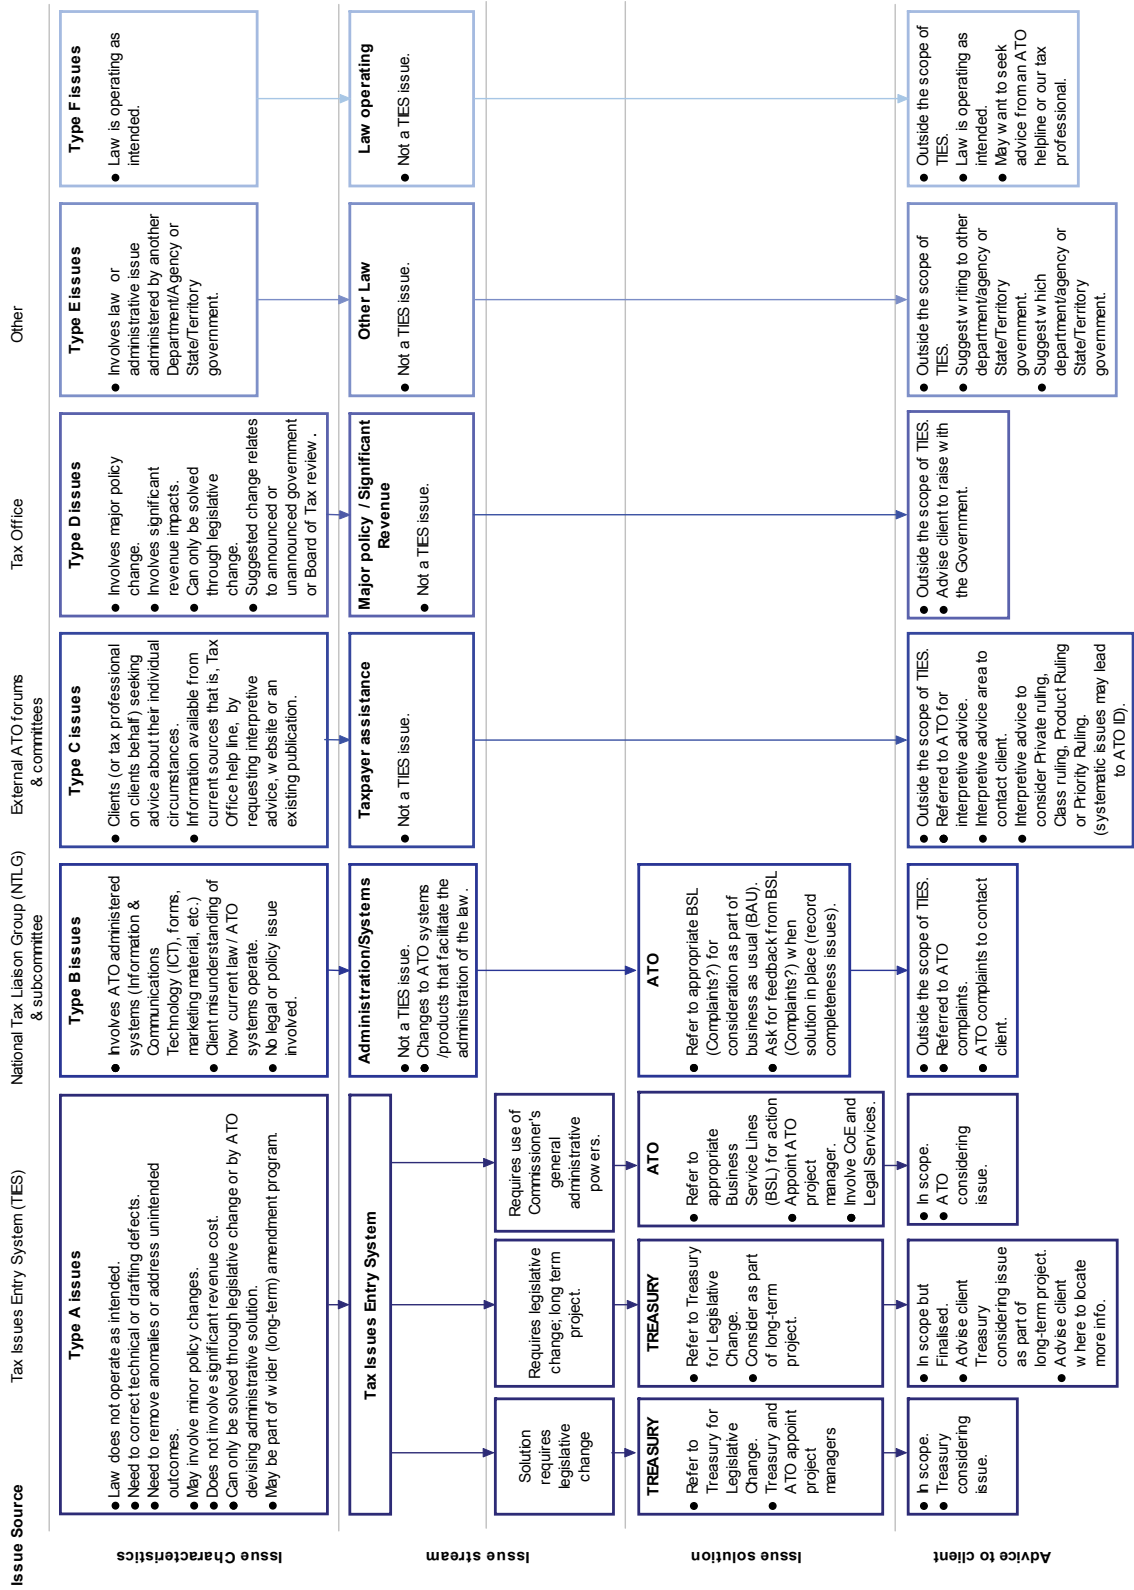 Issue Source
Tax Issues Entry System (TIES)
National Tax Liaison Group (NTLG)
& subcommittee
External ATO forums
& committees
Tax Office
Other
Issue Characteristics
Type A issues
● Law does not operate as intended.
● Need to correct technical or drafting defects.
● Need to remove anomalies or address unintended
outcomes.
● May involve minor policy changes.
● Does not involve significant revenue cost.
● Can only be solved through legislative change or by ATO
devising administrative solution.
● May be part of wider (long-term) amendment program.
Type B issues
● Involves ATO administered
systems (Information &
Communications
Technology (ICT), forms,
marketing material, etc.)
● Client misunderstanding of
how current law / ATO
systems operate.
● No legal or policy issue
involved.
Type C issues
● Clients (or tax professional
on clients behalf) seeking
advice about their individual
circumstances.
● Information available from
current sources that is, Tax
Office help line, by
requesting interpretive
advice, website or an
existing publication.
Type D issues
● Involves major policy
change.
● Involves significant
revenue impacts.
● Can only be solved
through legislative
change.
● Suggested change relates
to announced or
unannounced government
or Board of Tax review.
Type E issues
● Involves law or
administrative issue
administered by another
Department/Agency or
State/Territory
government.
Type F issues
● Law is operating as
intended.
Issue stream
Tax Issues Entry System
Administration/Systems
● Not a TIES issue.
● Changes to ATO systems
/products that facilitate the
administration of the law.
Taxpayer assistance
● Not a TIES issue.
Major policy / Significant
Revenue
● Not a TIES issue.
Other Law
● Not a TIES issue.
Law operating
● Not a TIES issue.
Solution
requires
legislative
change
Requires legislative
change; long term
project.
Requires use of
Commissioner's
general
administrative
powers.
Issue solution
TREASURY
● Refer to
Treasury for
Legislative
Change.
● Treasury and
ATO appoint
project
managers
TREASURY
● Refer to Treasury
for Legislative
Change.
● Consider as part
of long-term
project.
ATO
● Refer to
appropriate
Business
Service Lines
(BSL) for action
● Appoint ATO
project
manager.
● Involve CoE and
Legal Services.
ATO
● Refer to appropriate BSL
(Complaints?) for
consideration as part of
business as usual (BAU).
● Ask for feedback from BSL
(Complaints?) when
solution in place (record
completeness issues).
Advice to client
● In scope.
● Treasury
considering
issue.
● In scope but
Finalised.
● Advise client
Treasury
considering issue
as part of
long-term project.
● Advise client
where to locate
more info.
● In scope.
● ATO
considering
issue.
● Outside the scope of TIES.
● Referred to ATO
complaints.
● ATO complaints to contact
client.
● Outside the scope of TIES.
● Referred to ATO for
interpretive advice.
● Interpretive advice area to
contact client.
● Interpretive advice to
consider Private ruling,
Class ruling, Product Ruling
or Priority Ruling.
(systematic issues may lead
to ATO ID).
● Outside the scope of TIES.
● Advise client to raise with
the Government.
● Outside the scope of
TIES.
● Suggest writing to other
department/agency or
State/Territory
government.
● Suggest which
department/agency or
State/Territory
government.
● Outside the scope of
TIES.
● Law is operating as
intended.
● May want to seek
advice from an ATO
helpline or our tax
professional.